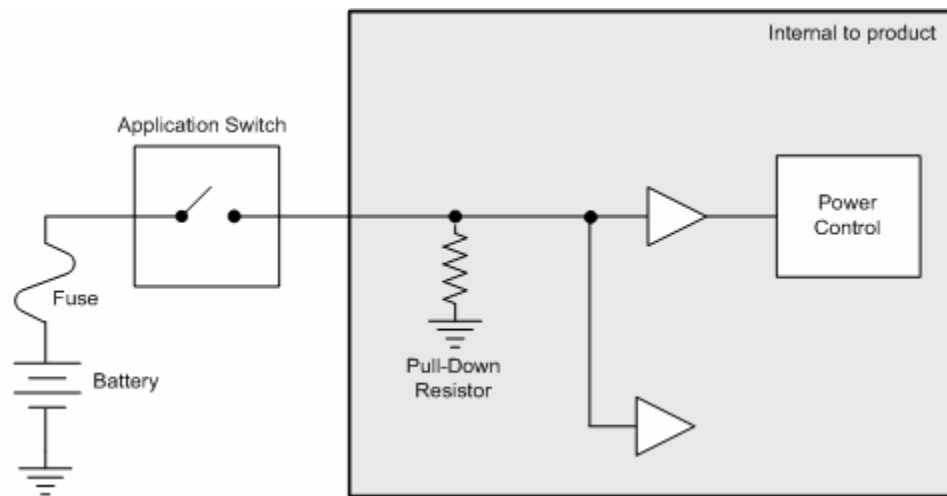 Internal to product
Application Switch
Power
Control
Fuse
Pull-Down
Resistor
Battery